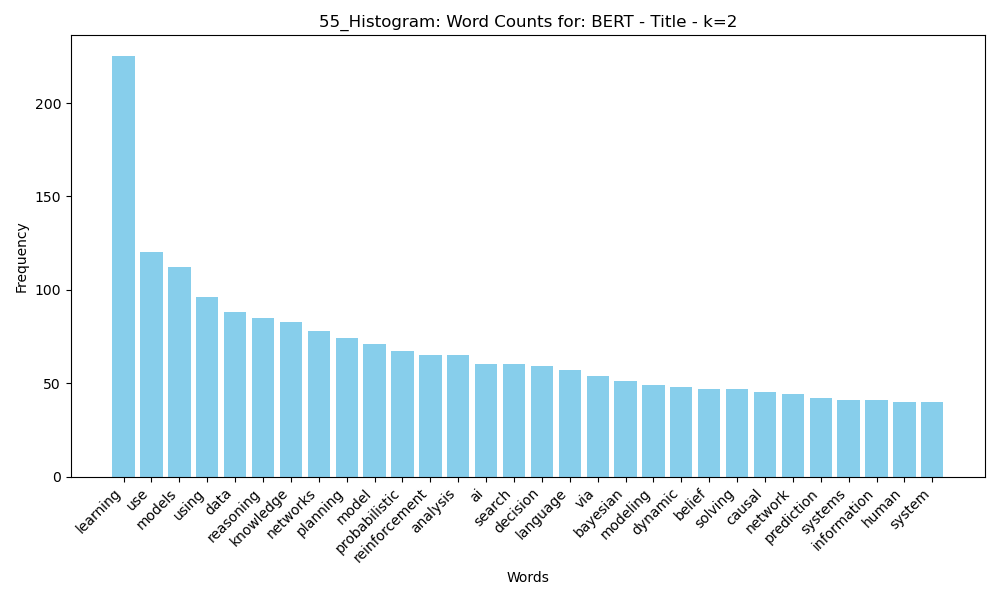 55_Histogram: Word Counts for: BERT - Title - k=2
Frequency
200
150
100
50
0
learning
use
models
using
data
reasoning
knowledge
networks
planning
model
probabilistic
reinforcement
analysis
ai
search
decision
language
via
bayesian
modeling
dynamic
belief
solving
causal
network
prediction
systems
information
human
system
Words